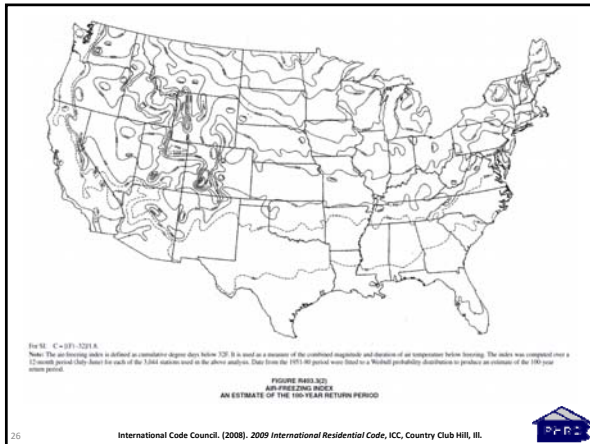 For SI: °C = [(°F) -32]/1.8.
Note: The air-freezing index is defined as cumulative degree days below 32F. It is used as a measure of the combined magnitude and duration of air temperature below freezing. The index was computed over a
12-month period (July-June) for each of the 3,044 stations used in the above analysis. Date from the 1951-80 period were fitted to a Weibull probability distribution to produce an estimate of the 100-year
return period.
FIGURE R403.3(2)
AIR-FREEZING INDEX
AN ESTIMATE OF THE 100-YEAR RETURN PERIOD
26
International Code Council. (2008). 2009 International Residential Code, ICC, Country Club Hill, Ill.
PHRC